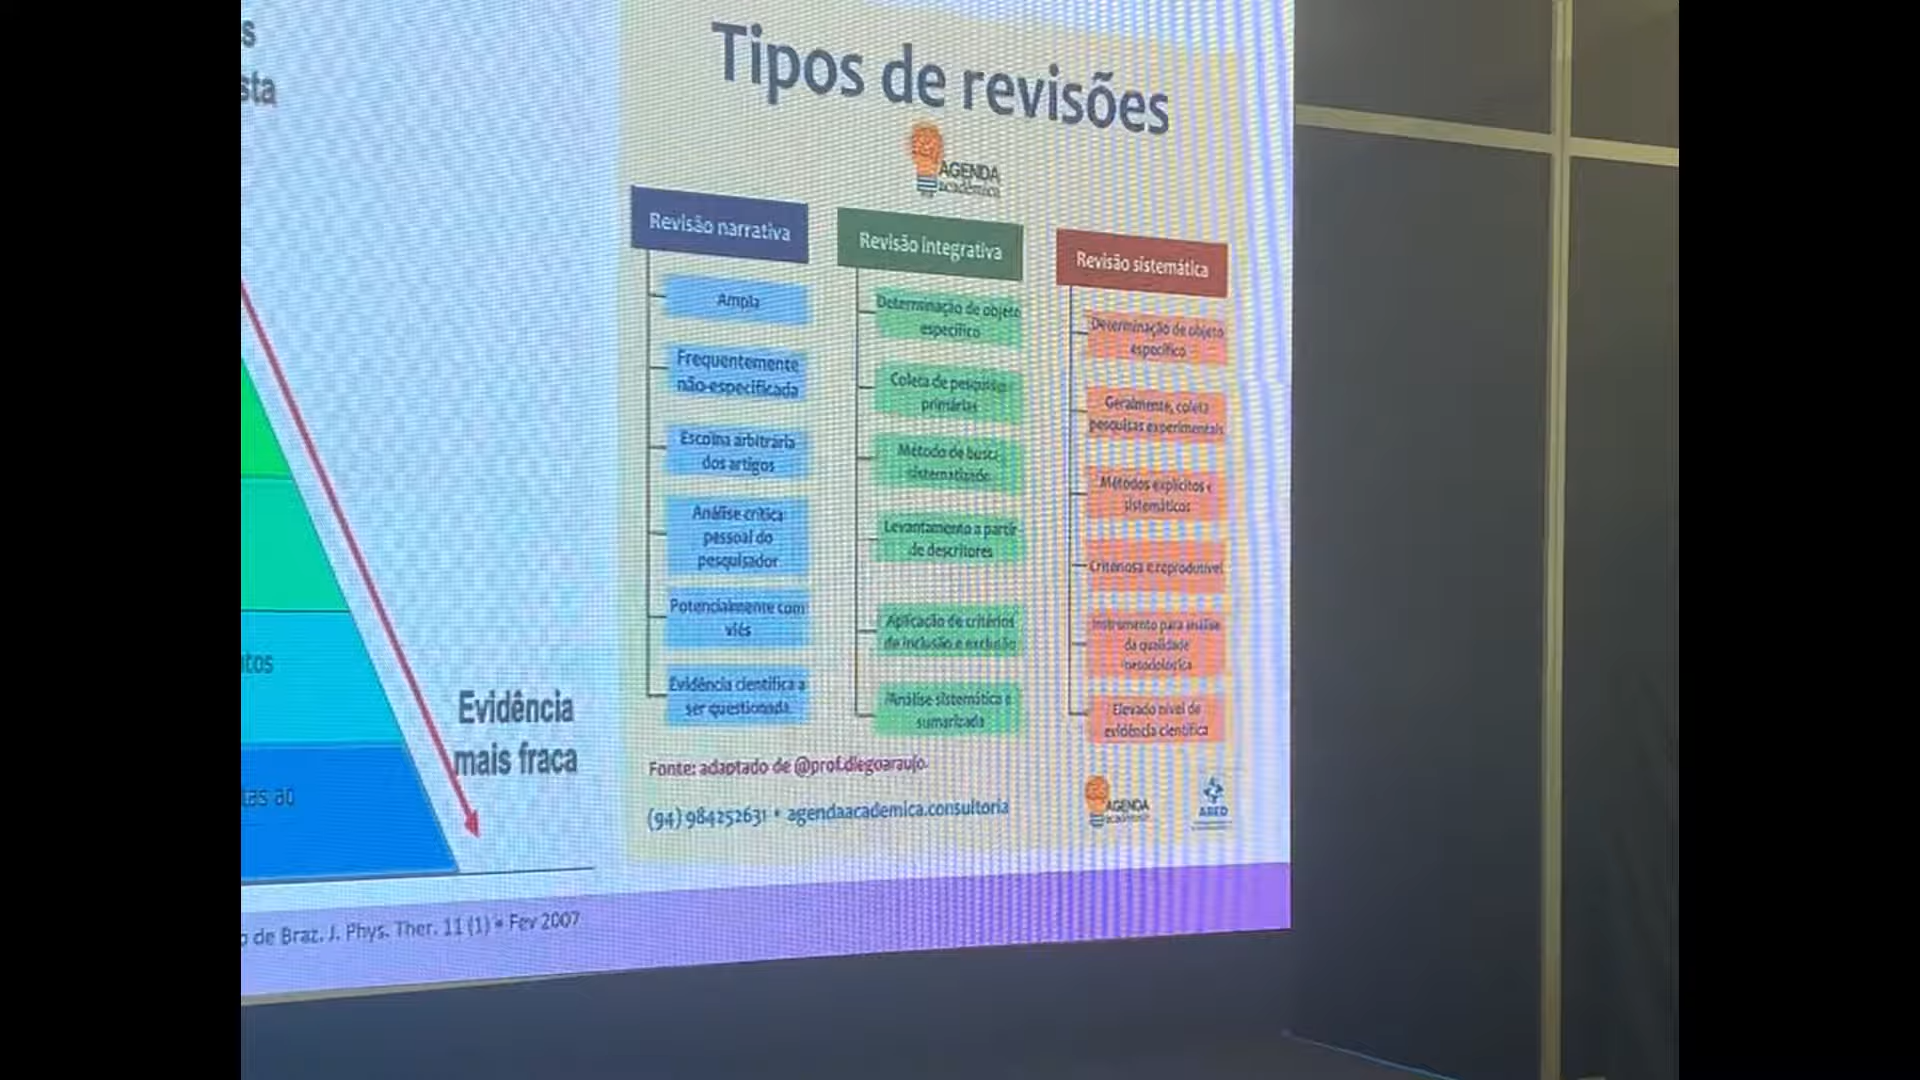 s
sta
tos
tas ao
Evidência
mais fraca
o de Braz. J. Phys. Ther. 11 (1) • Fev 2007
Tipos de revisões
AGENDA
acadêmica
Revisão narrativa
Ampla
Frequentemente
não especificada
Escolha arbitrária
dos artigos
Análise crítica
pessoal do
pesquisador
Potencialmente com
viés
Evidência científica a
ser questionada
Revisão integrativa
Determinação de objeto
específico
Coleta de pesquisas
primárias
Método de busca
sistematizado
Levantamento a partir
de descritores
Aplicação de critérios
de inclusão e exclusão
Análise sistemática e
sumarizada
Revisão sistemática
Determinação de objeto
específico
Geralmente, coleta
pesquisas experimentais
Métodos explícitos e
sistemáticos
Criteriosa e reprodutível
Instrumento para análise
da qualidade
metodológica
Elevado nível de
evidência científica
Fonte: adaptado de @prof.diegoaraujo.
(94) 984252631 • agendaacademica.consultoria
AGENDA
acadêmica
ABED